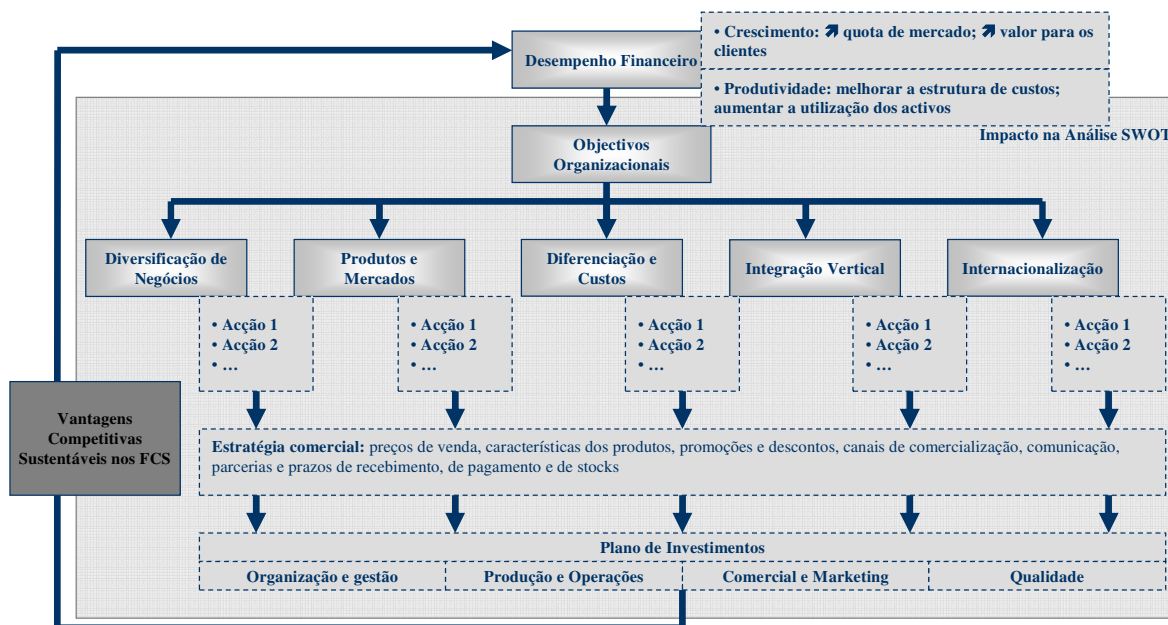 • Crescimento: ↗ quota de mercado; ↗ valor para os
clientes
Desempenho Financeiro
• Produtividade: melhorar a estrutura de custos;
aumentar a utilização dos activos
Impacto na Análise SWOT
Objectivos
Organizacionais
Diversificação de
Negócios
Produtos e
Mercados
Diferenciação e
Custos
Integração Vertical
Internacionalização
• Acção 1
• Acção 2
• …
• Acção 1
• Acção 2
• …
• Acção 1
• Acção 2
• …
• Acção 1
• Acção 2
• …
• Acção 1
• Acção 2
• …
Vantagens
Competitivas
Sustentáveis nos FCS
Estratégia comercial: preços de venda, características dos produtos, promoções e descontos, canais de comercialização, comunicação,
parcerias e prazos de recebimento, de pagamento e de stocks
Plano de Investimentos
Organização e gestão
Produção e Operações
Comercial e Marketing
Qualidade